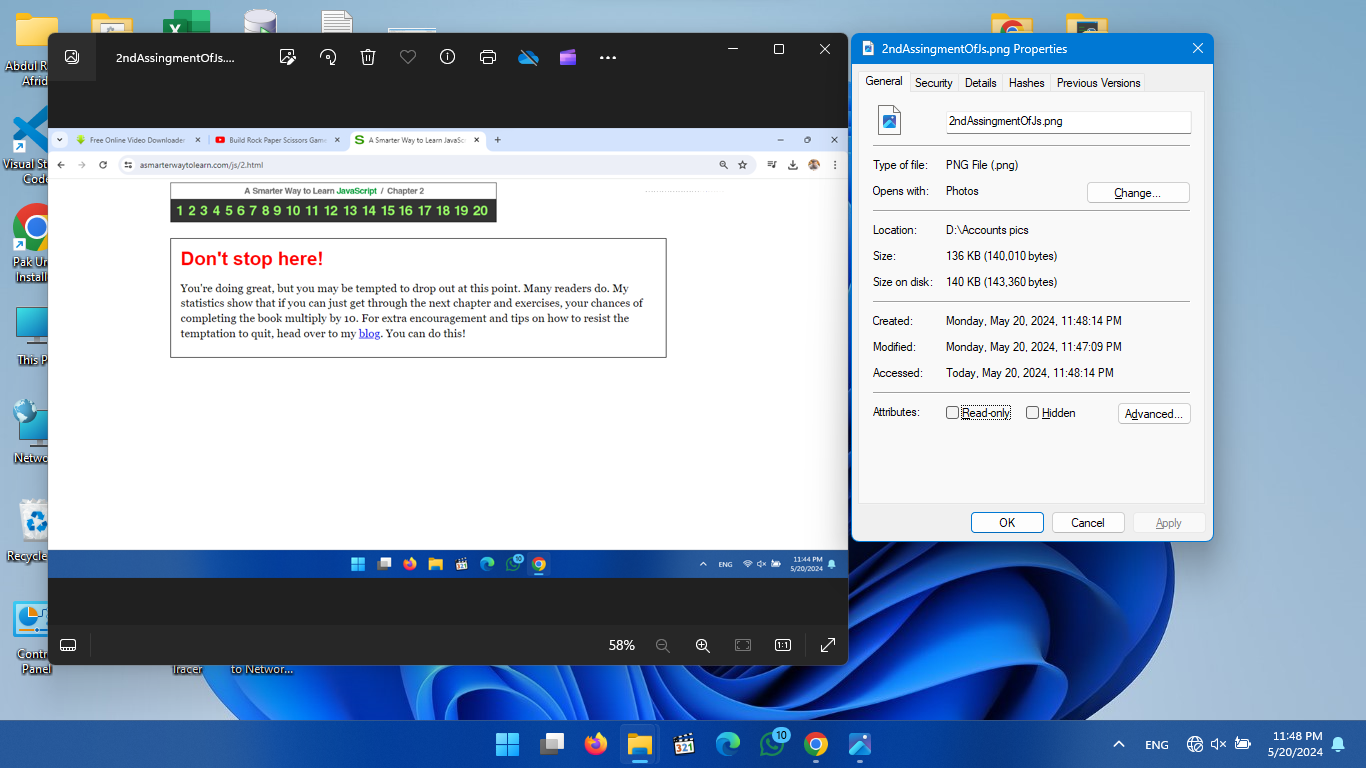 Abdul R
Afrid
Visual St
Code
Pak Ur
Install
This P
Netwo
Recycle
Contr
Panel
Tracer
to Networ...
2ndAssingmentOfJs....
Free Online Video Downloader
Build Rock Paper Scissors Game
A Smarter Way to Learn JavaSc
asmarterwaytolearn.com/js/2.html
A Smarter Way to Learn JavaScript / Chapter 2
1 2 3 4 5 6 7 8 9 10 11 12 13 14 15 16 17 18 19 20
Don't stop here!
You're doing great, but you may be tempted to drop out at this point. Many readers do. My
statistics show that if you can just get through the next chapter and exercises, your chances of
completing the book multiply by 10. For extra encouragement and tips on how to resist the
temptation to quit, head over to my blog. You can do this!
321
10
ENG
11:44 PM
5/20/2024
58%
1:1
2ndAssingmentOfJs.png Properties
General Security Details Hashes Previous Versions
2ndAssingmentOfJs.png
Type of file: PNG File (.png)
Opens with: Photos Change...
Location: D:\Accounts pics
Size: 136 KB (140,010 bytes)
Size on disk: 140 KB (143,360 bytes)
Created: Monday, May 20, 2024, 11:48:14 PM
Modified: Monday, May 20, 2024, 11:47:09 PM
Accessed: Today, May 20, 2024, 11:48:14 PM
Attributes: Read-only Hidden Advanced...
OK Cancel Apply
321
10
ENG
11:48 PM
5/20/2024